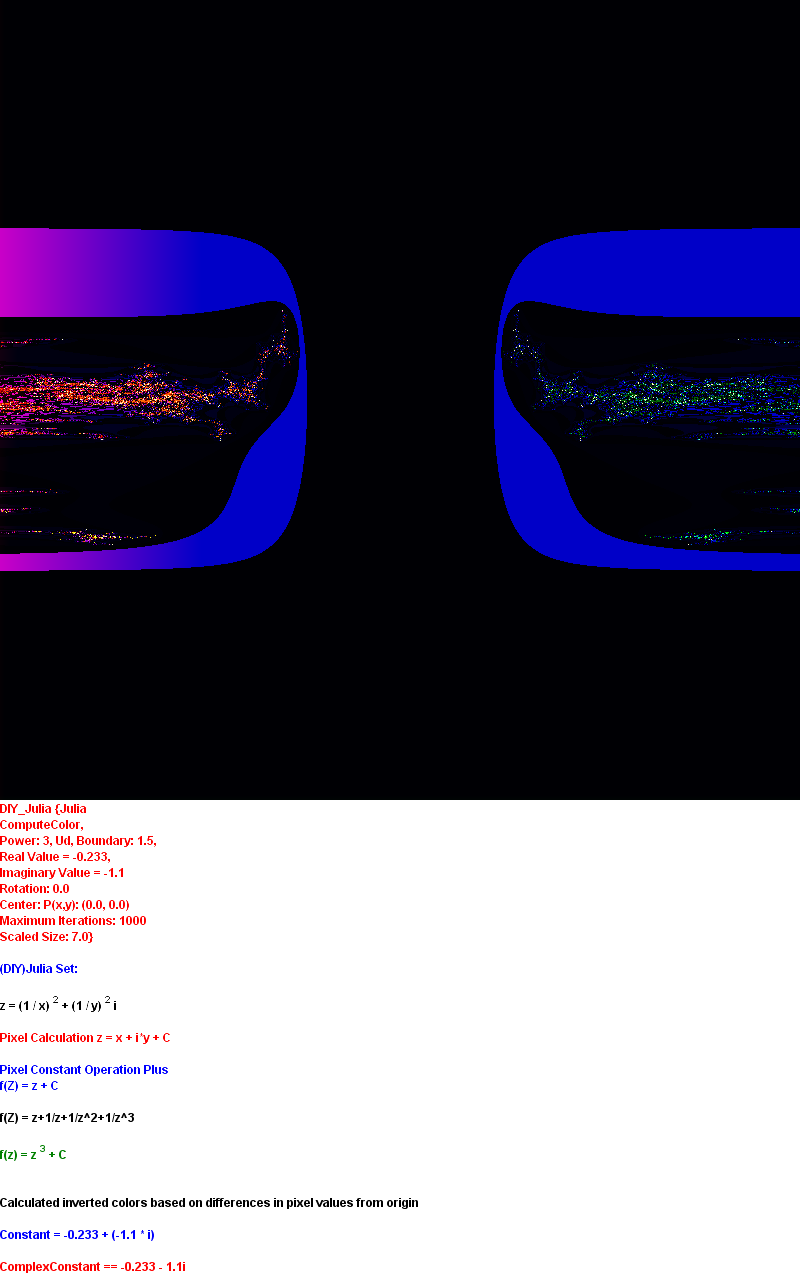 DIY_Julia {Julia
ComputeColor,
Power: 3, Ud, Boundary: 1.5,
Real Value = -0.233,
Imaginary Value = -1.1
Rotation: 0.0
Center: P(x,y): (0.0, 0.0)
Maximum Iterations: 1000
Scaled Size: 7.0}
(DIY)Julia Set:
z = (1 / x) 2 + (1 / y) 2 i
Pixel Calculation z = x + i*y + C
Pixel Constant Operation Plus
f(Z) = z + C
f(Z) = z+1/z+1/z^2+1/z^3
f(z) = z 3 + C
Calculated inverted colors based on differences in pixel values from origin
Constant = -0.233 + (-1.1 * i)
ComplexConstant == -0.233 - 1.1i